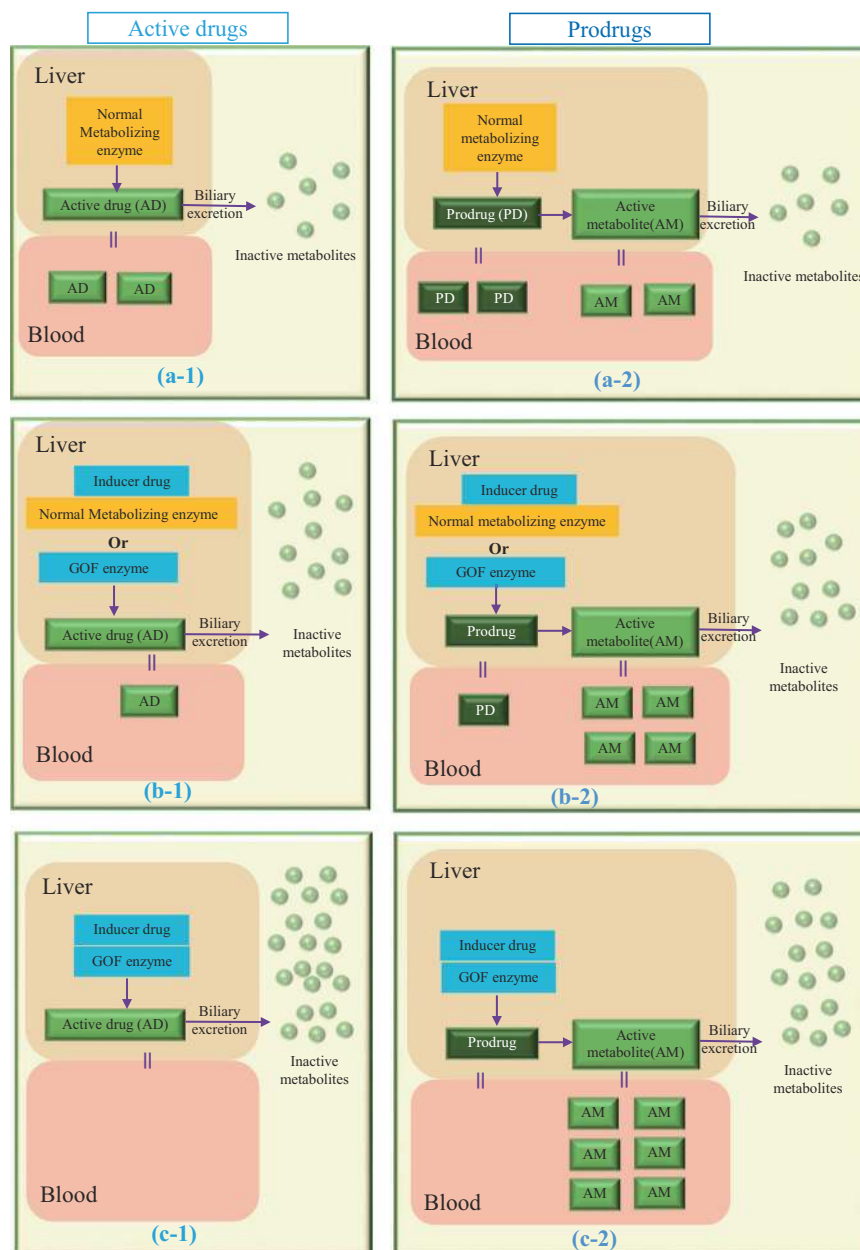 Active drugs
Prodrugs
Liver
Normal
Metabolizing
enzyme
Active drug (AD)
Biliary
excretion
Inactive metabolites
AD AD
Blood
(a-1)
Liver
Normal
metabolizing
enzyme
Prodrug (PD)
Active
metabolite(AM)
Biliary
excretion
Inactive metabolites
PD PD AM AM
Blood
(a-2)
Liver
Inducer drug
Normal Metabolizing enzyme
Or
GOF enzyme
Active drug (AD)
Biliary
excretion
Inactive
metabolites
AD
Blood
(b-1)
Liver
Inducer drug
Normal metabolizing enzyme
Or
GOF enzyme
Prodrug
Active
metabolite(AM)
Biliary
excretion
Inactive
metabolites
PD
AM AM
AM AM
Blood
(b-2)
Liver
Inducer drug
GOF enzyme
Active drug (AD)
Biliary
excretion
Inactive
metabolites
Blood
(c-1)
Liver
Inducer drug
GOF enzyme
Prodrug
Active
metabolite(AM)
Biliary
excretion
Inactive
metabolites
AM AM
AM AM
AM AM
Blood
(c-2)